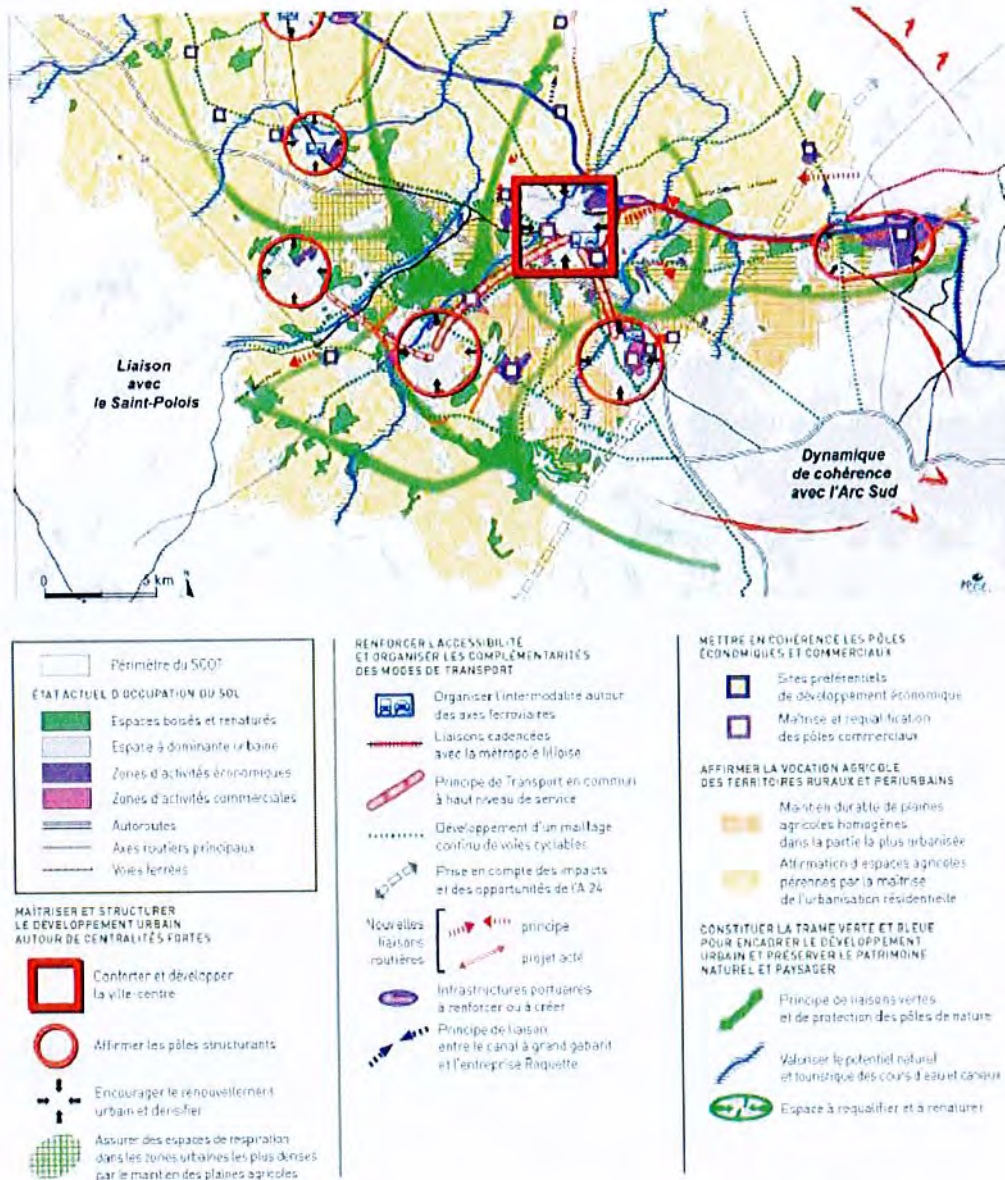 Liaison
avec
le Saint-Polois
Dynamique
de cohérence
avec l'Arc Sud
0 5 km
Périmètre du SCOT
ÉTAT ACTUEL D'OCCUPATION DU SOL
Espaces boisés et renaturés
Espace à dominante urbaine
Zones d'activités économiques
Zones d'activités commerciales
Autoroutes
Axes routiers principaux
Voies ferrées
MAÎTRISER ET STRUCTURER
LE DÉVELOPPEMENT URBAIN
AUTOUR DE CENTRALITÉS FORTES
Conforter et développer
la ville-centre
Affirmer les pôles structurants
Encourager le renouvellement
urbain et densifier
Assurer des espaces de respiration
dans les zones urbaines les plus denses
par le maintien des plaines agricoles
RENFORCER L'ACCESSIBILITÉ
ET ORGANISER LES COMPLÉMENTARITÉS
DES MODES DE TRANSPORT
Organiser l'intermodalité autour
des axes ferroviaires
Liaisons cadencées
avec la métropole lilloise
Principe de Transport en commun
à haut niveau de service
Développement d'un maillage
continu de voies cyclables
Prise en compte des impacts
et des opportunités de l'A 24
Nouvelles
liaisons
routières
principe
projet acté
Infrastructures portuaires
à renforcer ou à créer
Principe de liaison
entre le canal à grand gabarit
et l'entreprise Roquette
METTRE EN COHÉRENCE LES PÔLES
ÉCONOMIQUES ET COMMERCIAUX
Sites préférentiels
de développement économique
Maîtrise et requalification
des pôles commerciaux
AFFIRMER LA VOCATION AGRICOLE
DES TERRITOIRES RURAUX ET PÉRIURBAINS
Maintien durable de plaines
agricoles homogènes
dans la partie la plus urbanisée
Affirmation d'espaces agricoles
pérennes par la maîtrise
de l'urbanisation résidentielle
CONSTITUER LA TRAME VERTE ET BLEUE
POUR ENCADRER LE DÉVELOPPEMENT
URBAIN ET PRÉSERVER LE PATRIMOINE
NATUREL ET PAYSAGER
Principe de liaisons vertes
et de protection des pôles de nature
Valoriser le potentiel naturel
et touristique des cours d'eau et canaux
Espace à requalifier et à renaturer